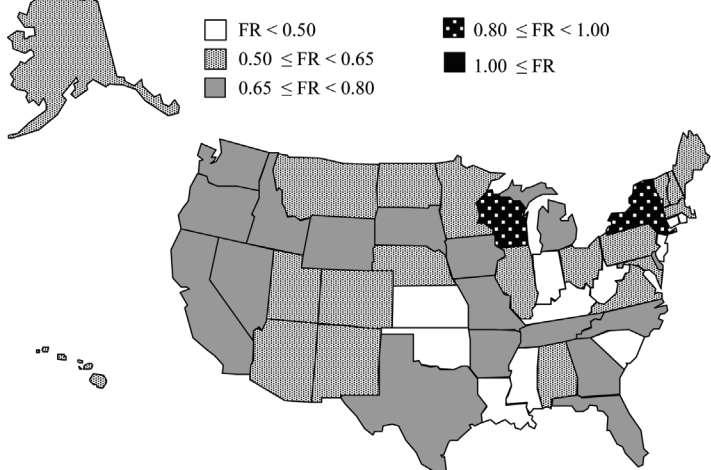 FR < 0.50
0.50 ≤ FR < 0.65
0.65 ≤ FR < 0.80
0.80 ≤ FR < 1.00
1.00 ≤ FR